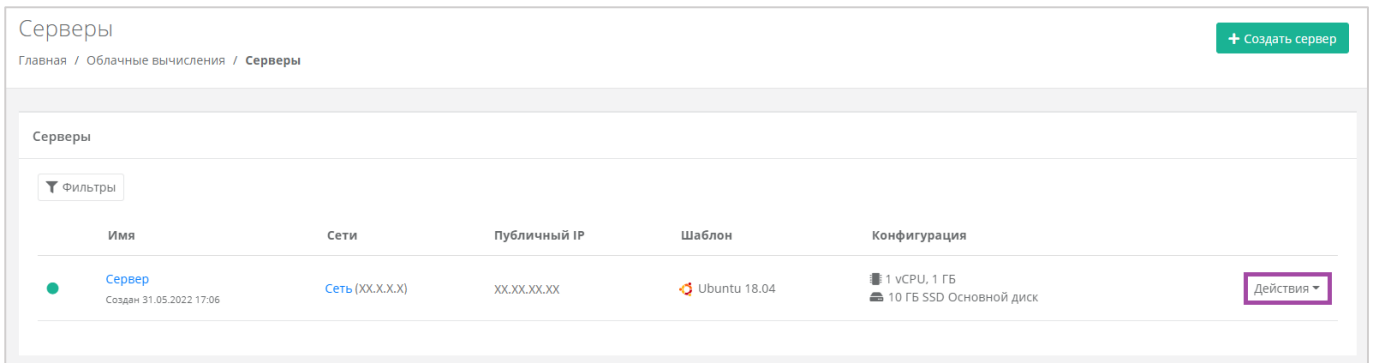 Серверы
Создать сервер
Главная / Облачные вычисления / Серверы
Серверы
Фильтры
Имя Сети Публичный IP Шаблон Конфигурация
Сервер Сеть (XX.X.X.X) XX.XX.XX.XX Ubuntu 18.04 1 vCPU, 1 ГБ Действия
Создан 31.05.2022 17:06 10 ГБ SSD Основной диск